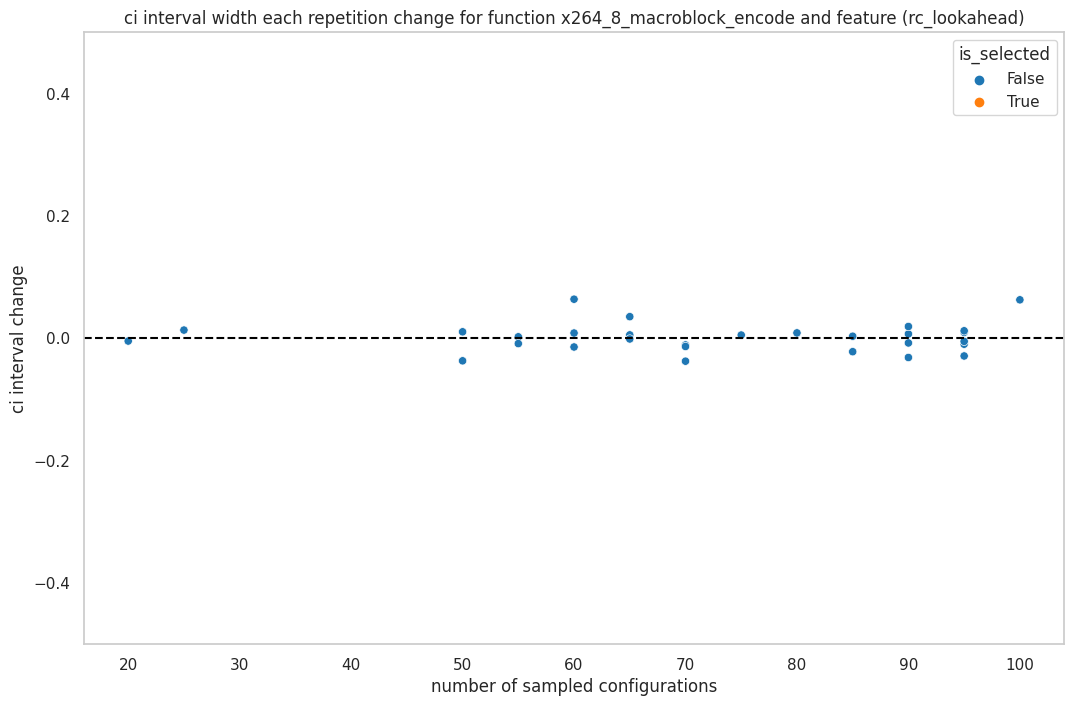 ci interval width each repetition change for function x264_8_macroblock_encode and feature (rc_lookahead)
is_selected
False
True
0.4
0.2
0.0
−0.2
−0.4
ci interval change
20 30 40 50 60 70 80 90 100
number of sampled configurations